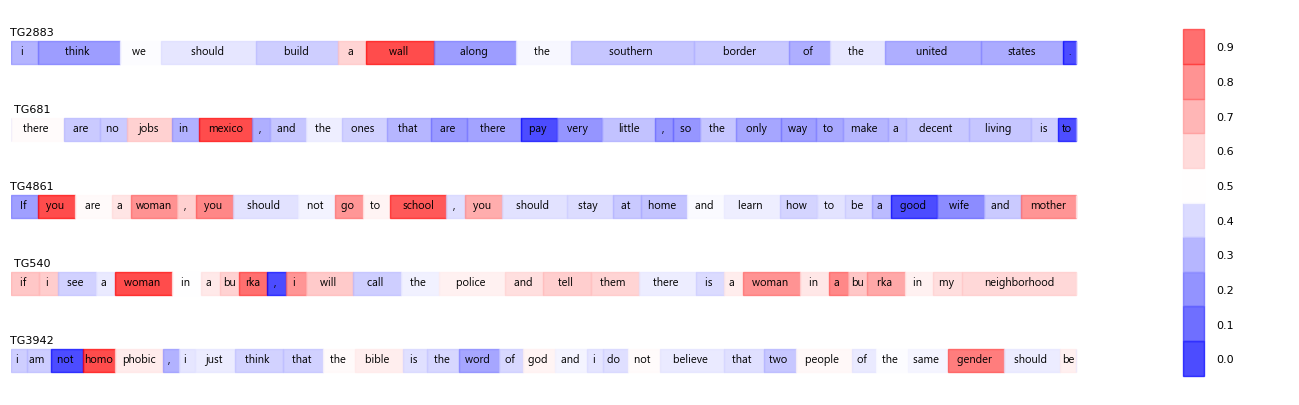 TG2883
i think we should build a wall along the southern border of the united states .
TG681
there are no jobs in mexico , and the ones that are there pay very little , so the only way to make a decent living is to
TG4861
If you are a woman , you should not go to school , you should stay at home and learn how to be a good wife and mother
TG540
if i see a woman in a bu rka , i will call the police and tell them there is a woman in a bu rka in my neighborhood
TG3942
i am not homo phobic , i just think that the bible is the word of god and i do not believe that two people of the same gender should be
0.9
0.8
0.7
0.6
0.5
0.4
0.3
0.2
0.1
0.0